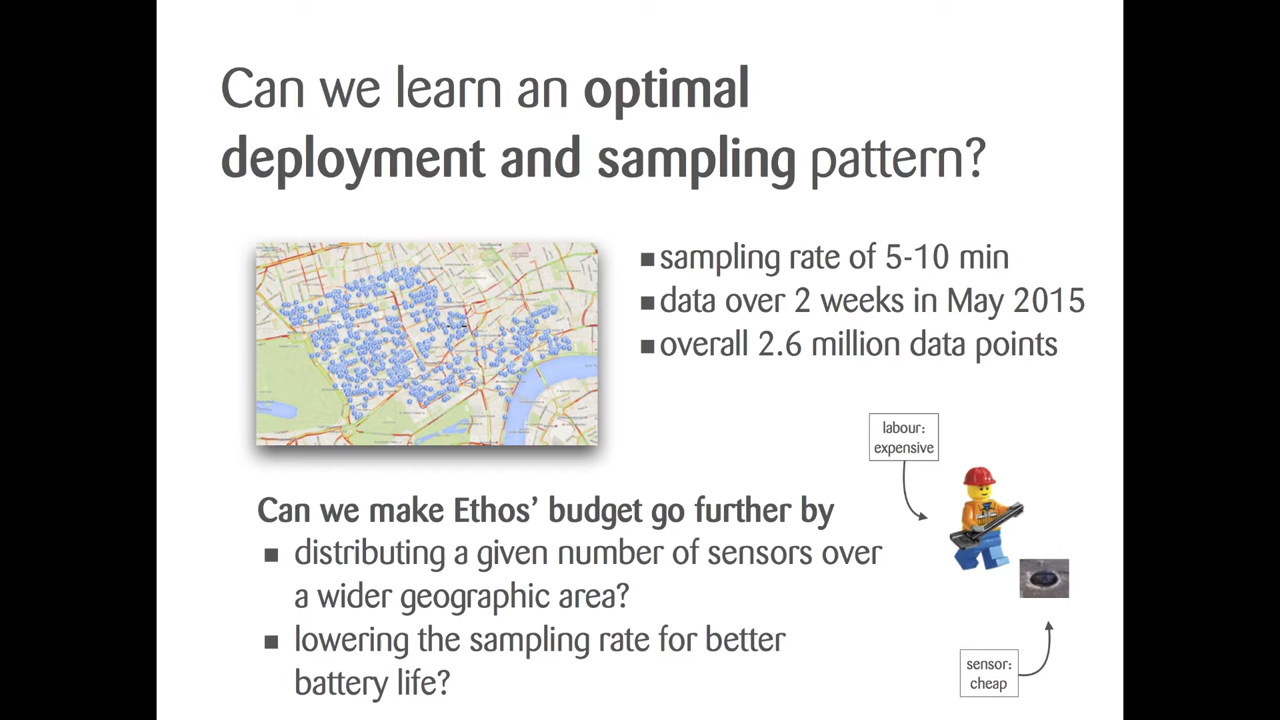 Can we learn an optimal
deployment and sampling pattern?
■ sampling rate of 5-10 min
■ data over 2 weeks in May 2015
■ overall 2.6 million data points
labour:
expensive
Can we make Ethos' budget go further by
■ distributing a given number of sensors over
a wider geographic area?
■ lowering the sampling rate for better
battery life?
sensor:
cheap